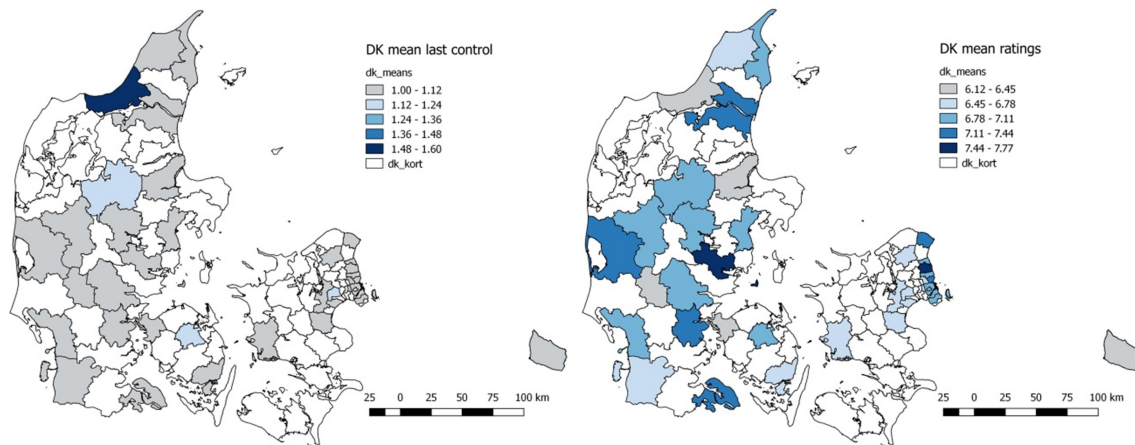 DK mean last control
dk_means
1.00 - 1.12
1.12 - 1.24
1.24 - 1.36
1.36 - 1.48
1.48 - 1.60
dk_kort
25 0 25 50 75 100 km
DK mean ratings
dk_means
6.12 - 6.45
6.45 - 6.78
6.78 - 7.11
7.11 - 7.44
7.44 - 7.77
dk_kort
25 0 25 50 75 100 km